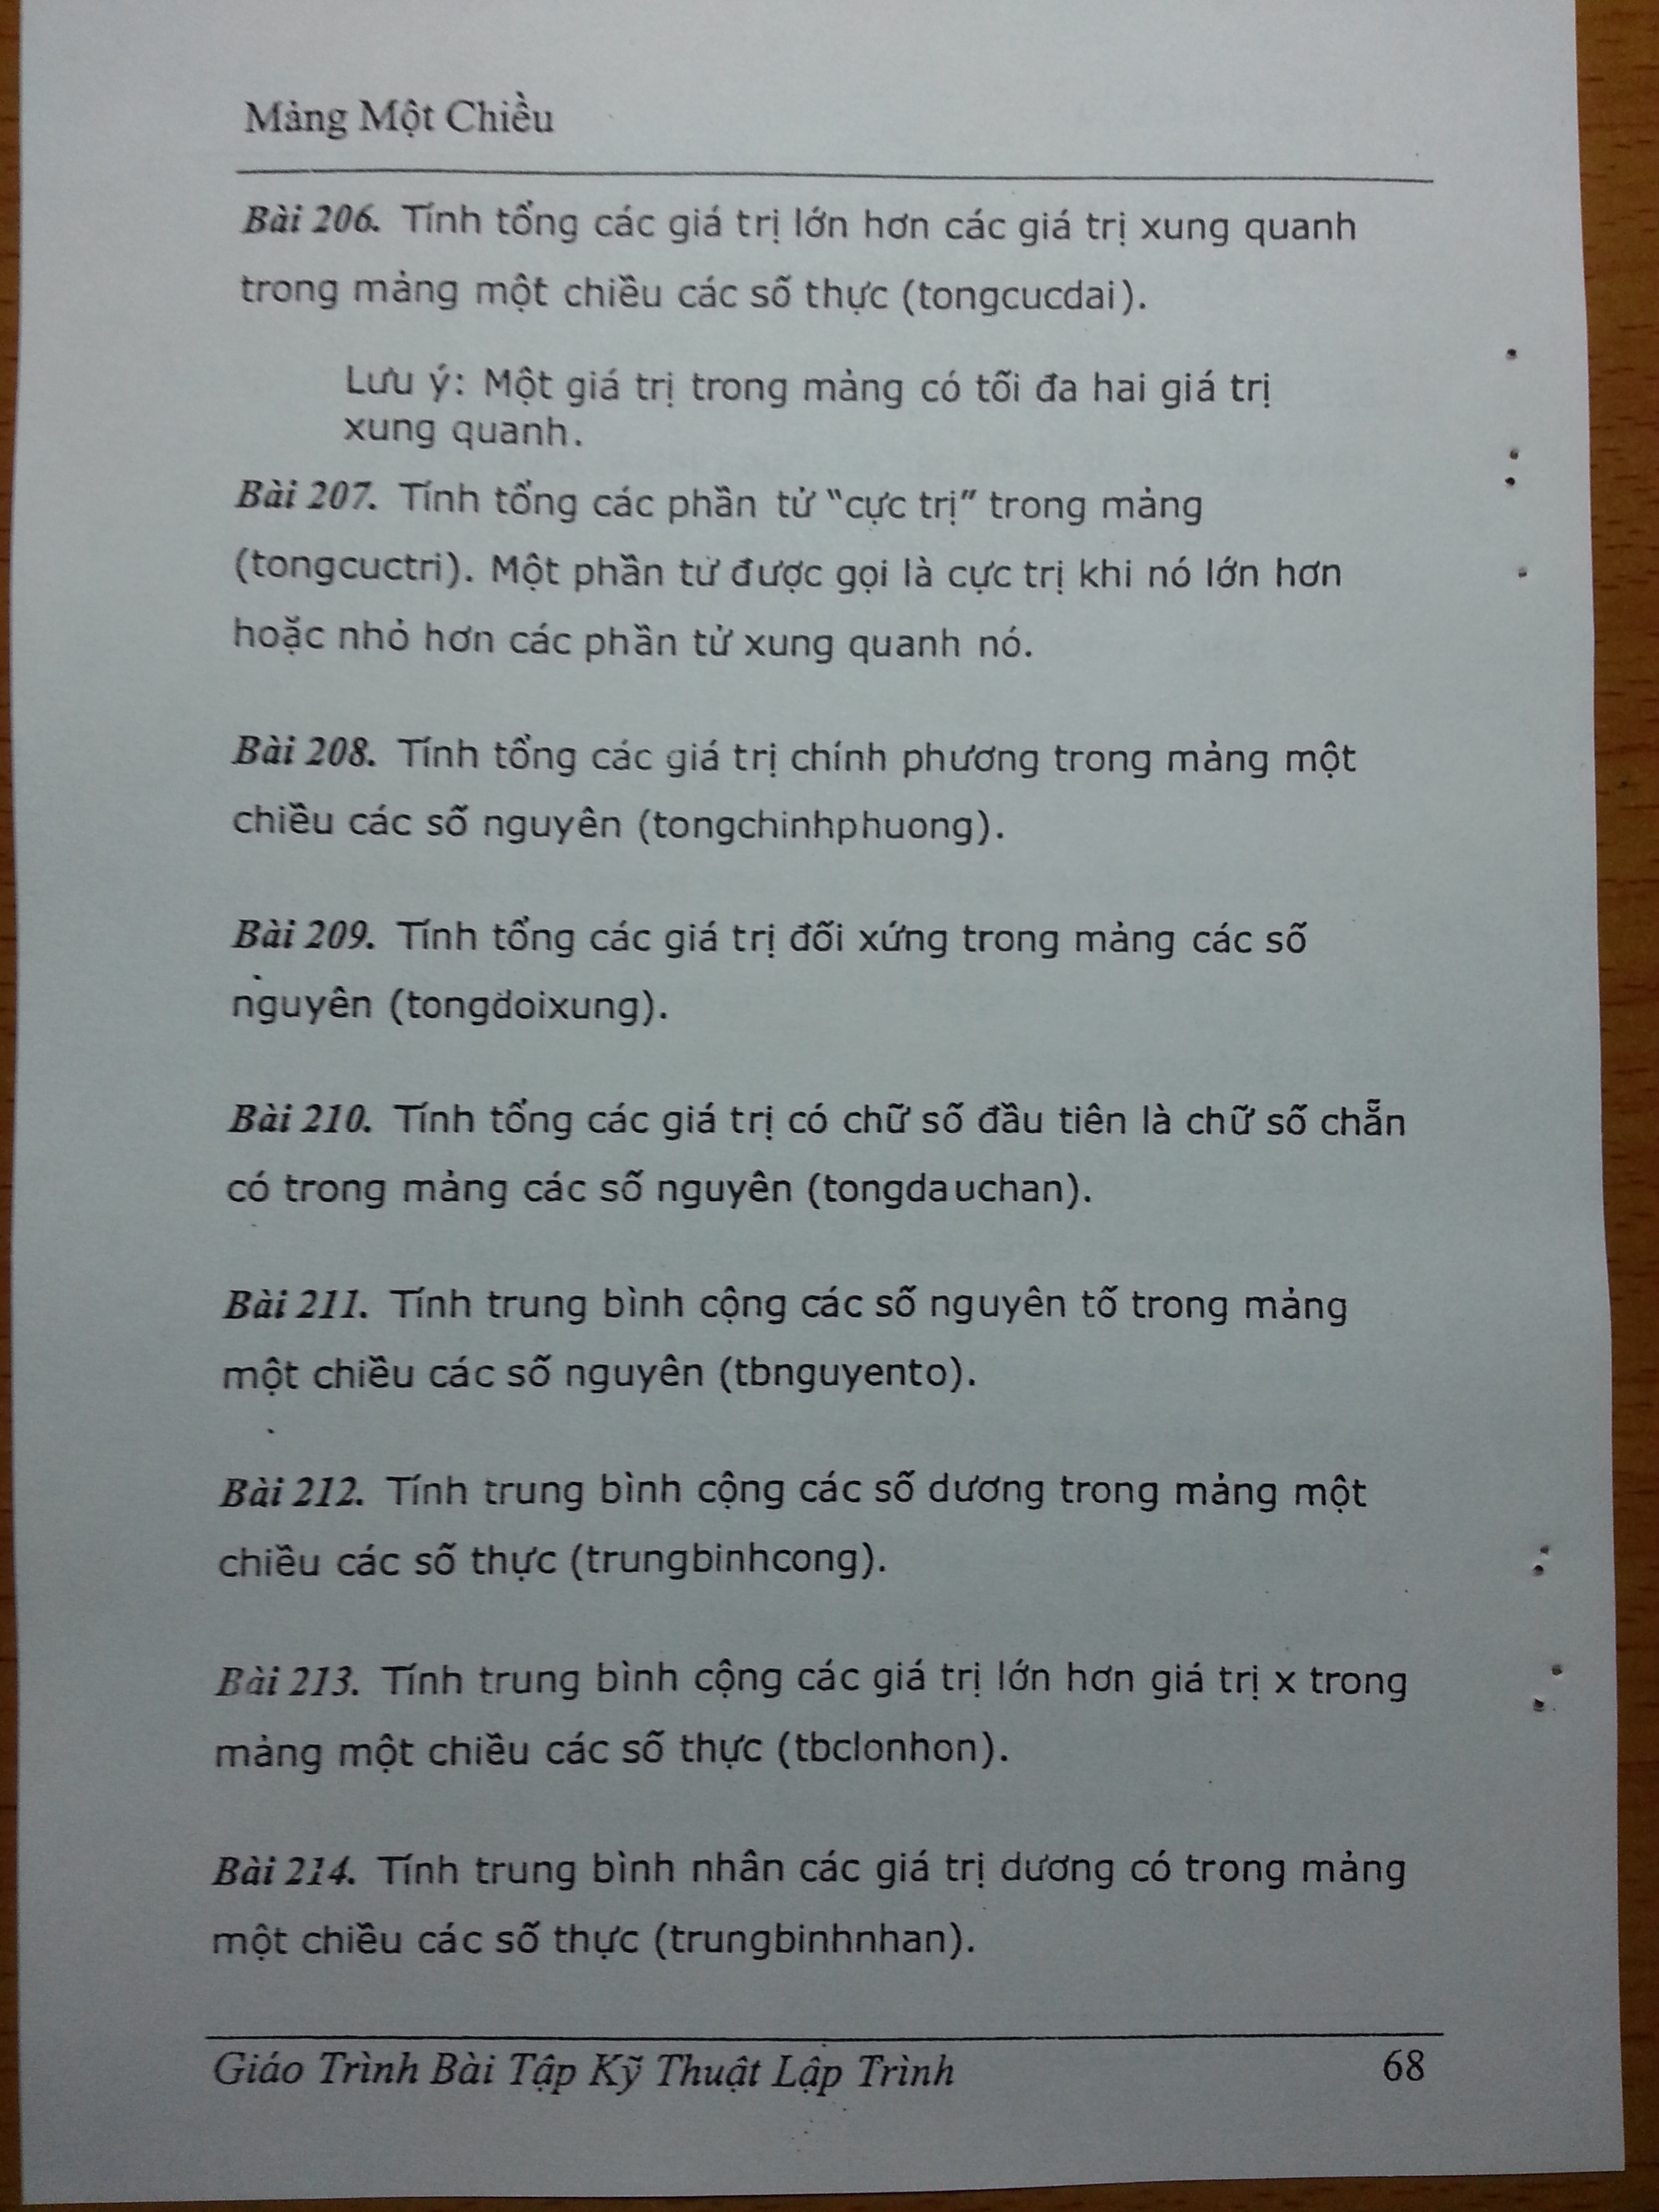 Mảng Một Chiều
Bài 206. Tính tổng các giá trị lớn hơn các giá trị xung quanh
trong mảng một chiều các số thực (tongcucdai).
Lưu ý: Một giá trị trong mảng có tối đa hai giá trị
xung quanh.
Bài 207. Tính tổng các phần tử “cực trị” trong mảng
(tongcuctri). Một phần tử được gọi là cực trị khi nó lớn hơn
hoặc nhỏ hơn các phần tử xung quanh nó.
Bài 208. Tính tổng các giá trị chính phương trong mảng một
chiều các số nguyên (tongchinhphuong).
Bài 209. Tính tổng các giá trị đối xứng trong mảng các số
nguyên (tongdoixung).
Bài 210. Tính tổng các giá trị có chữ số đầu tiên là chữ số chẵn
có trong mảng các số nguyên (tongdauchan).
Bài 211. Tính trung bình cộng các số nguyên tố trong mảng
một chiều các số nguyên (tbnguyento).
Bài 212. Tính trung bình cộng các số dương trong mảng một
chiều các số thực (trungbinhcong).
Bài 213. Tính trung bình cộng các giá trị lớn hơn giá trị x trong
mảng một chiều các số thực (tbclonhon).
Bài 214. Tính trung bình nhân các giá trị dương có trong mảng
một chiều các số thực (trungbinhnhan).
Giáo Trình Bài Tập Kỹ Thuật Lập Trình 68